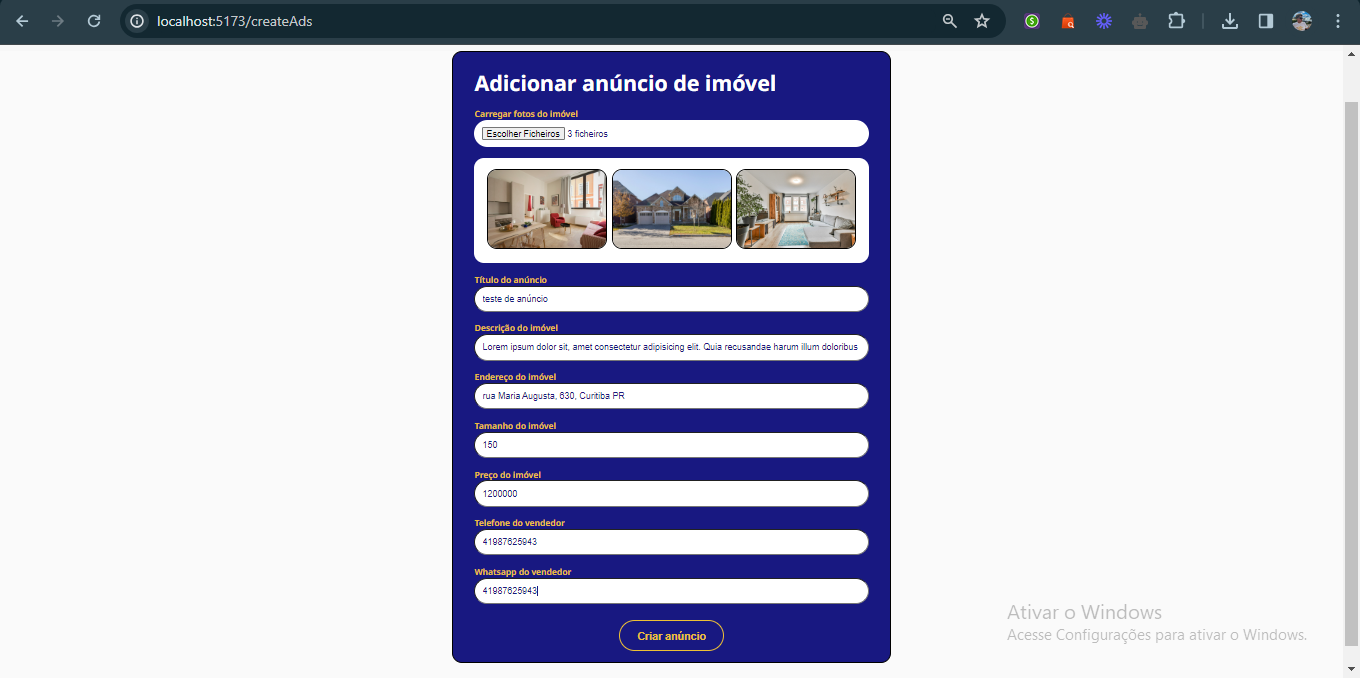 localhost:5173/createAds
Adicionar anúncio de imóvel
Carregar fotos do imóvel
Escolher Ficheiros 3 ficheiros
Título do anúncio
teste de anúncio
Descrição do imóvel
Lorem ipsum dolor sit, amet consectetur adipisicing elit. Quia recusandae harum illum doloribus
Endereço do imóvel
rua Maria Augusta, 630, Curitiba PR
Tamanho do imóvel
150
Preço do imóvel
1200000
Telefone do vendedor
41987625943
Whatsapp do vendedor
41987625943
Criar anúncio
Ativar o Windows
Acesse Configurações para ativar o Windows.